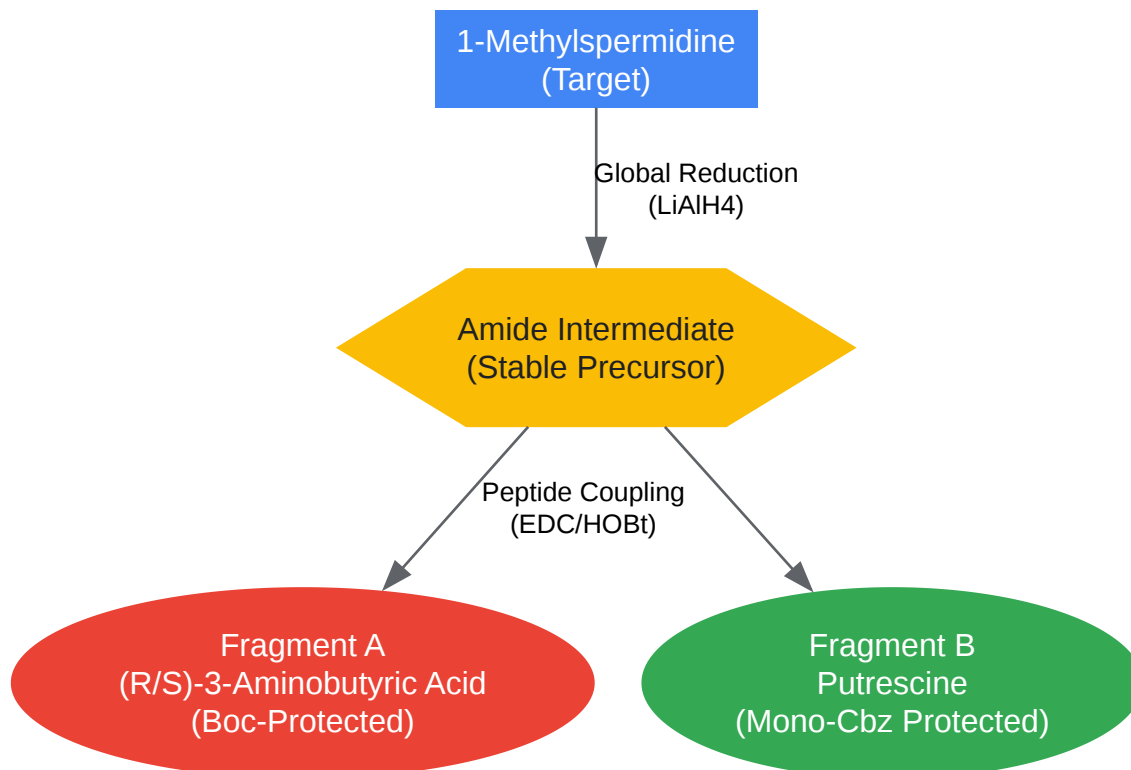 1-Methylspermidine
(Target)
Global Reduction
(LiAlH4)
Amide Intermediate
(Stable Precursor)
Peptide Coupling
(EDC/HOBt)
Fragment A
(R/S)-3-Aminobutyric Acid
(Boc-Protected)
Fragment B
Putrescine
(Mono-Cbz Protected)